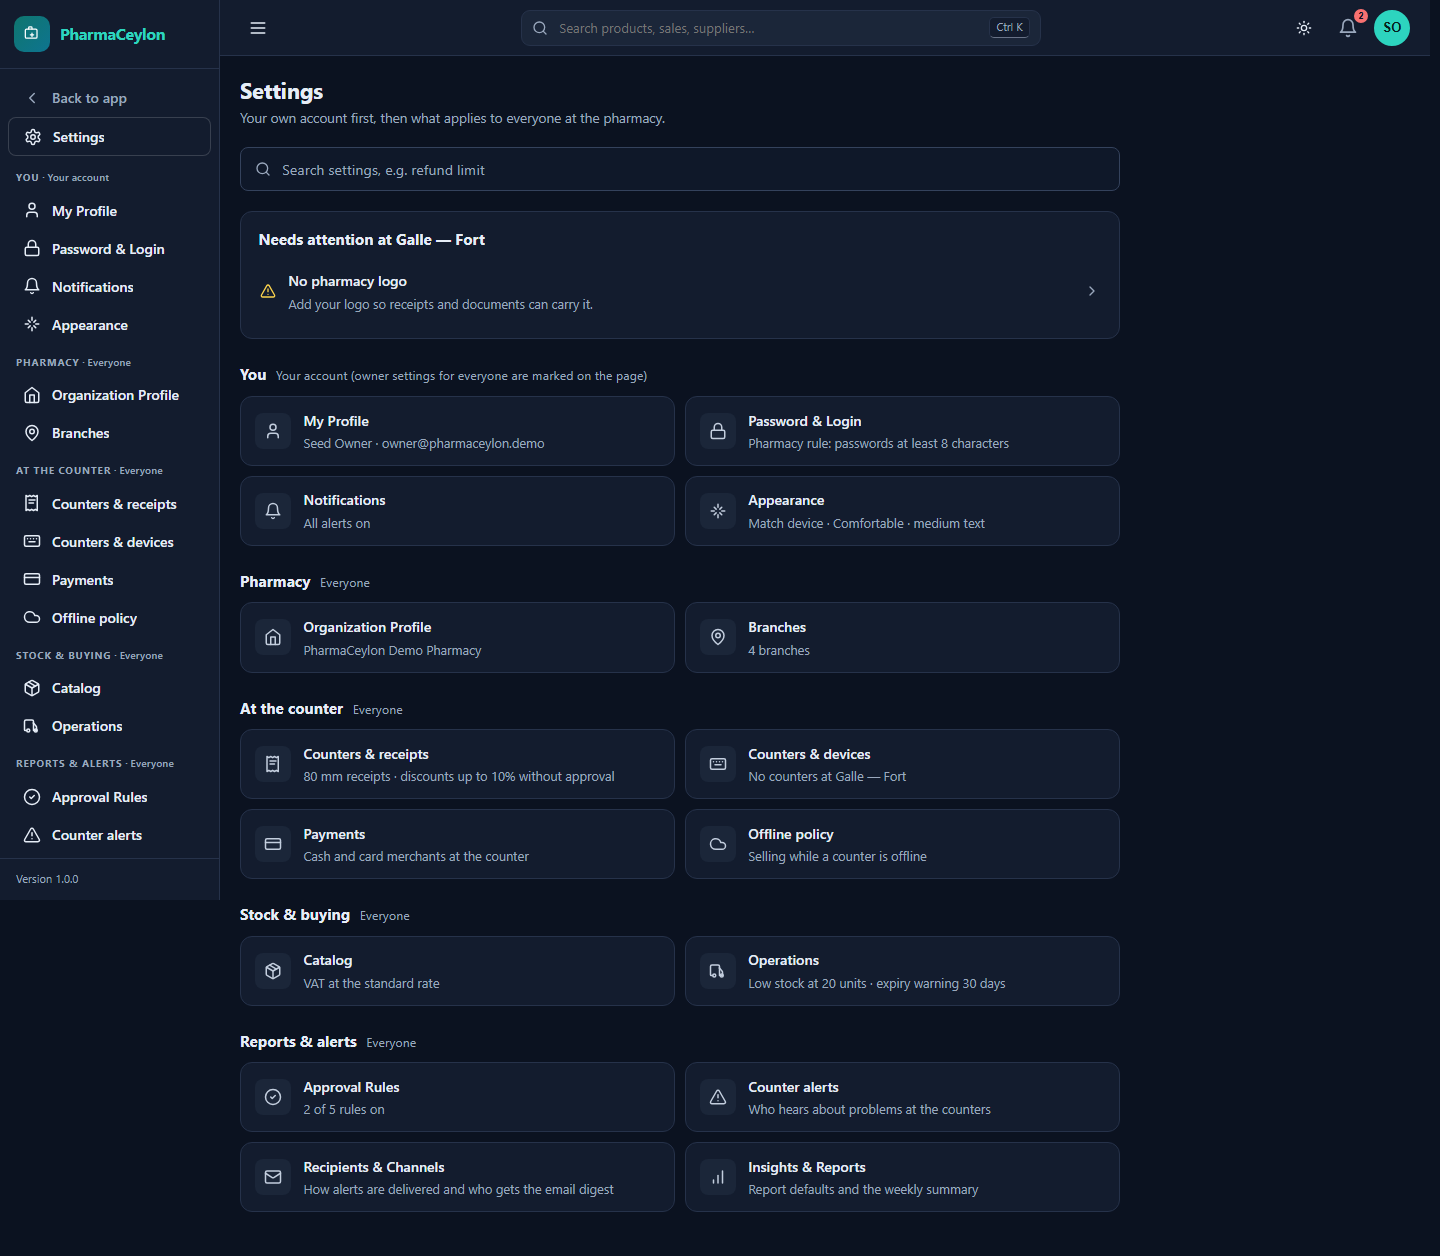 PharmaCeylon
Search products, sales, suppliers...
Ctrl K
2
SO
Back to app
Settings
YOU · Your account
My Profile
Password & Login
Notifications
Appearance
PHARMACY · Everyone
Organization Profile
Branches
AT THE COUNTER · Everyone
Counters & receipts
Counters & devices
Payments
Offline policy
STOCK & BUYING · Everyone
Catalog
Operations
REPORTS & ALERTS · Everyone
Approval Rules
Counter alerts
Version 1.0.0
Settings
Your own account first, then what applies to everyone at the pharmacy.
Search settings, e.g. refund limit
Needs attention at Galle — Fort
No pharmacy logo
Add your logo so receipts and documents can carry it.
You Your account (owner settings for everyone are marked on the page)
My Profile
Seed Owner · owner@pharmaceylon.demo
Password & Login
Pharmacy rule: passwords at least 8 characters
Notifications
All alerts on
Appearance
Match device · Comfortable · medium text
Pharmacy Everyone
Organization Profile
PharmaCeylon Demo Pharmacy
Branches
4 branches
At the counter Everyone
Counters & receipts
80 mm receipts · discounts up to 10% without approval
Counters & devices
No counters at Galle — Fort
Payments
Cash and card merchants at the counter
Offline policy
Selling while a counter is offline
Stock & buying Everyone
Catalog
VAT at the standard rate
Operations
Low stock at 20 units · expiry warning 30 days
Reports & alerts Everyone
Approval Rules
2 of 5 rules on
Counter alerts
Who hears about problems at the counters
Recipients & Channels
How alerts are delivered and who gets the email digest
Insights & Reports
Report defaults and the weekly summary